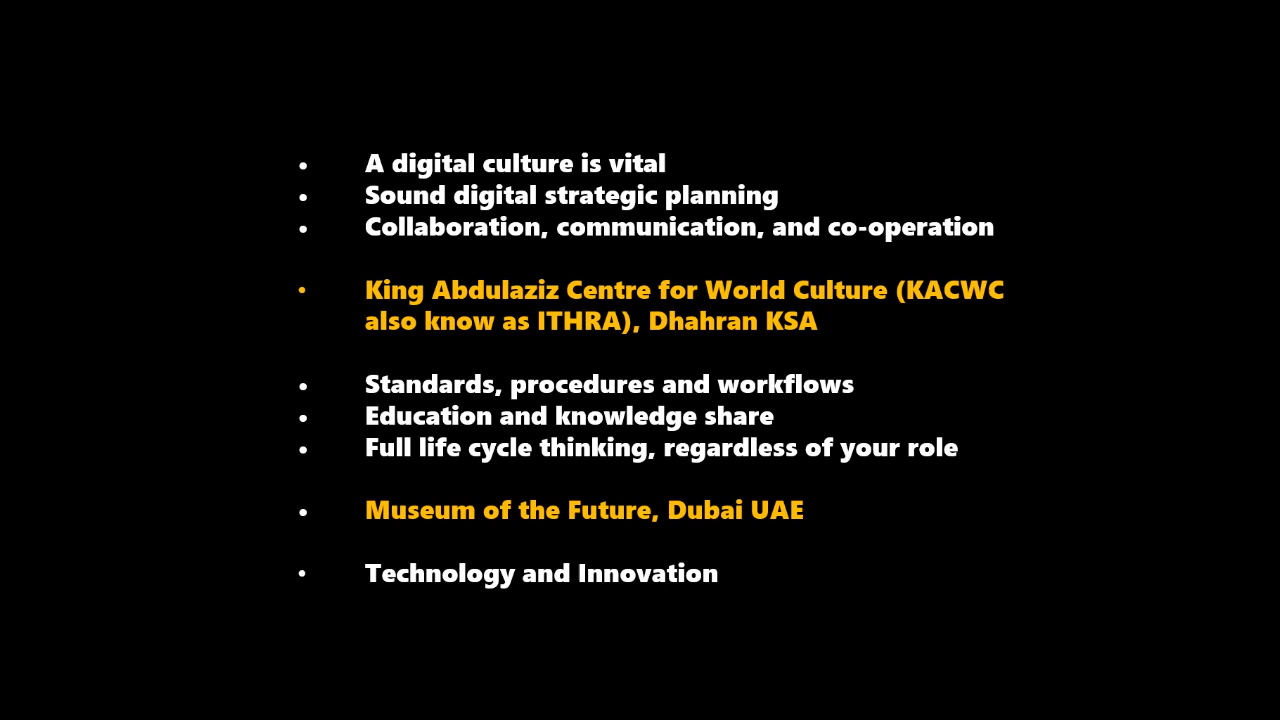 • A digital culture is vital
• Sound digital strategic planning
• Collaboration, communication, and co-operation
• King Abdulaziz Centre for World Culture (KACWC
also know as ITHRA), Dhahran KSA
• Standards, procedures and workflows
• Education and knowledge share
• Full life cycle thinking, regardless of your role
• Museum of the Future, Dubai UAE
• Technology and Innovation